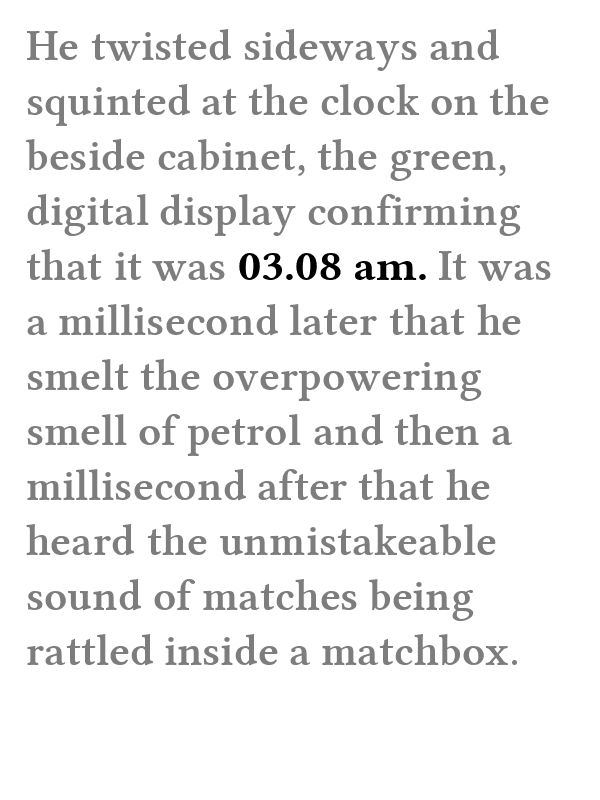 He twisted sideways and
squinted at the clock on the
beside cabinet, the green,
digital display confirming
that it was 03.08 am. It was
a millisecond later that he
smelt the overpowering
smell of petrol and then a
millisecond after that he
heard the unmistakeable
sound of matches being
rattled inside a matchbox.